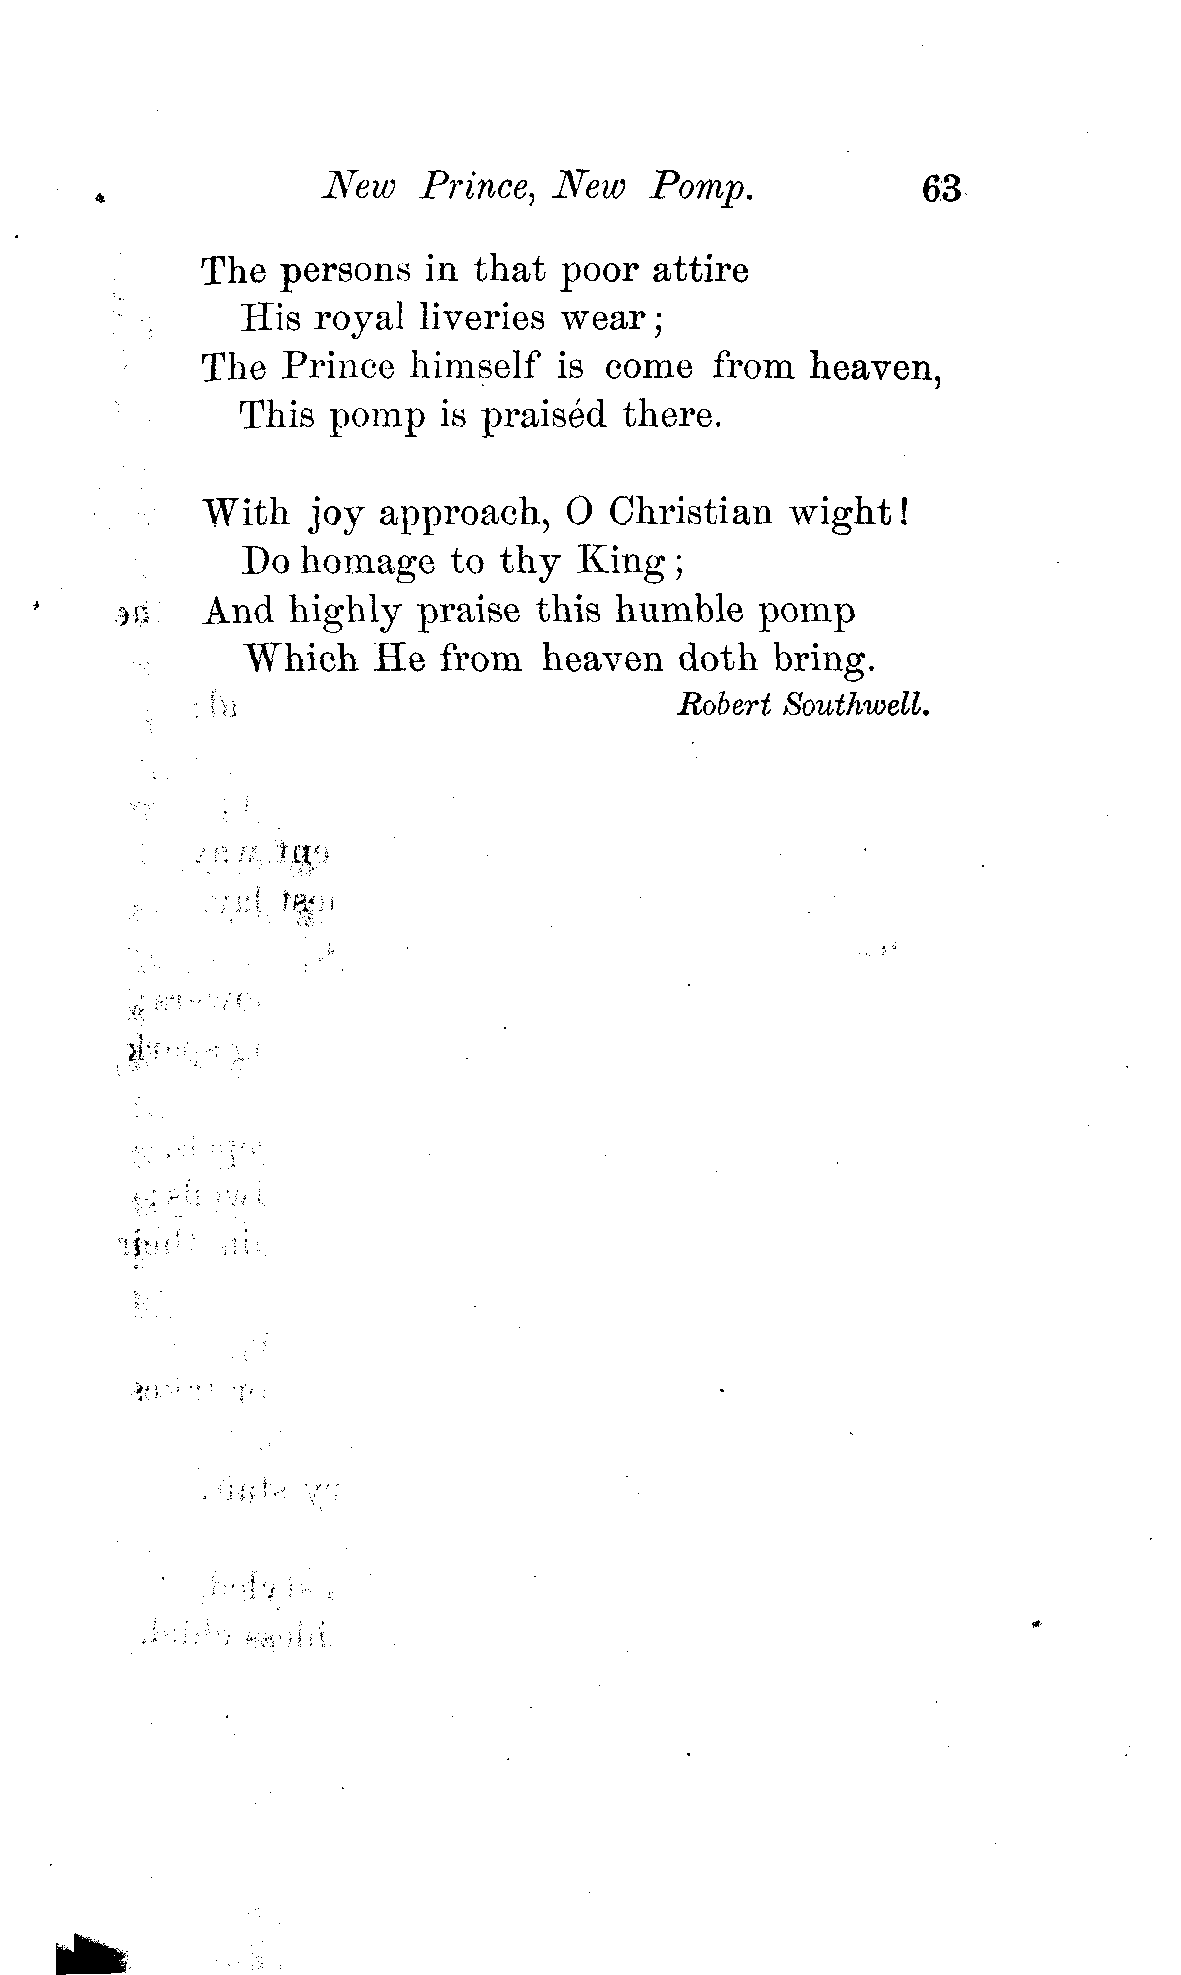 New Prince, New Pomp. 63
The persons in that poor attire
His royal liveries wear;
The Prince himself is come from heaven,
This pomp is praiséd there.
With joy approach, O Christian wight!
Do homage to thy King;
And highly praise this humble pomp
Which He from heaven doth bring.
Robert Southwell.